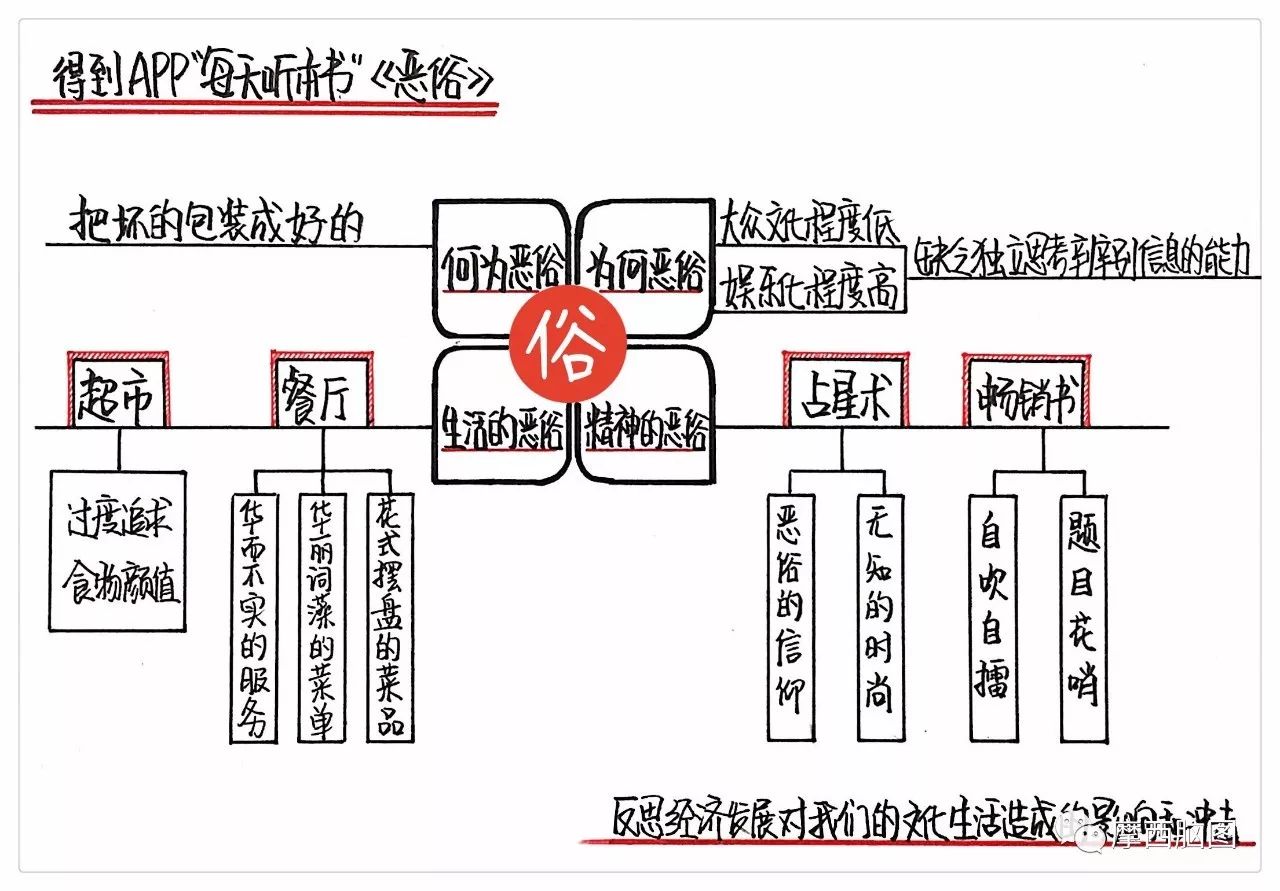 得到APP"每天听本书"《恶俗》
把坏的包装成好的
何为恶俗
为何恶俗
大众文化程度低
娱乐化程度高
缺乏独立思考辨别信息的能力
俗
生活的恶俗
精神的恶俗
超市
过度追求
食物颜值
餐厅
华而不实的服务
华丽词藻的菜单
花式摆盘的菜品
占星术
恶俗的信仰
无知的时尚
畅销书
自吹自擂
题目花哨
反思经济发展对我们的文化生活造成的影响和冲击
摩西脑图